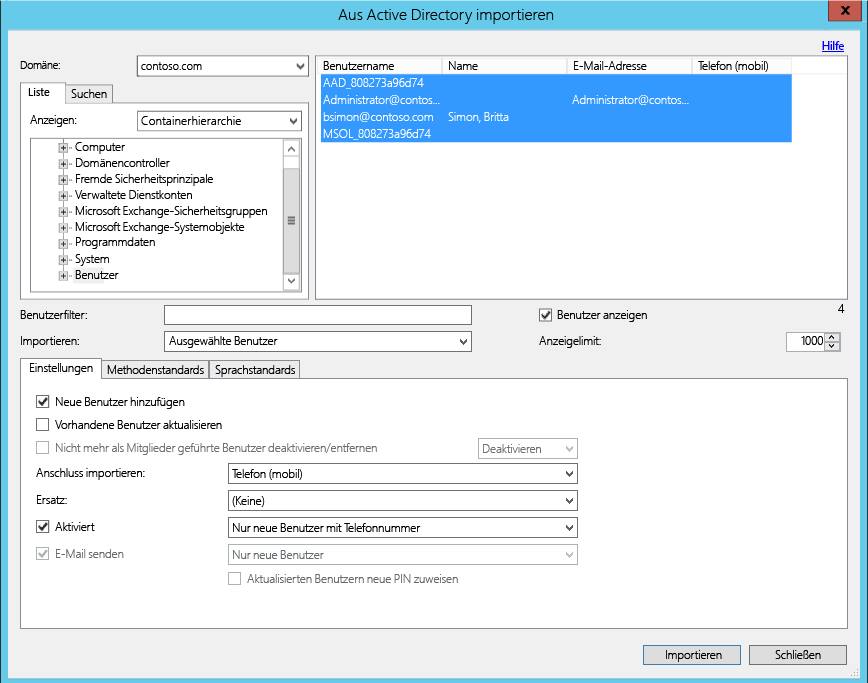 Aus Active Directory importieren
x
Hilfe
Domäne:
contoso.com
Liste
Suchen
Anzeigen:
Containerhierarchie
Computer
Domänencontroller
Fremde Sicherheitsprinzipale
Verwaltete Dienstkonten
Microsoft Exchange-Sicherheitsgruppen
Microsoft Exchange-Systemobjekte
Programmdaten
System
Benutzer
Benutzername Name E-Mail-Adresse Telefon (mobil)
AAD_808273a96d74
Administrator@contos... Administrator@contos...
bsimon@contoso.com Simon, Britta
MSOL_808273a96d74
4
Benutzerfilter:
Benutzer anzeigen
Importieren:
Ausgewählte Benutzer
Anzeigelimit:
1000
Einstellungen
Methodenstandards
Sprachstandards
Neue Benutzer hinzufügen
Vorhandene Benutzer aktualisieren
Nicht mehr als Mitglieder geführte Benutzer deaktivieren/entfernen
Deaktivieren
Anschluss importieren:
Telefon (mobil)
Ersatz:
(Keine)
Aktiviert
Nur neue Benutzer mit Telefonnummer
E-Mail senden
Nur neue Benutzer
Aktualisierten Benutzern neue PIN zuweisen
Importieren
Schließen